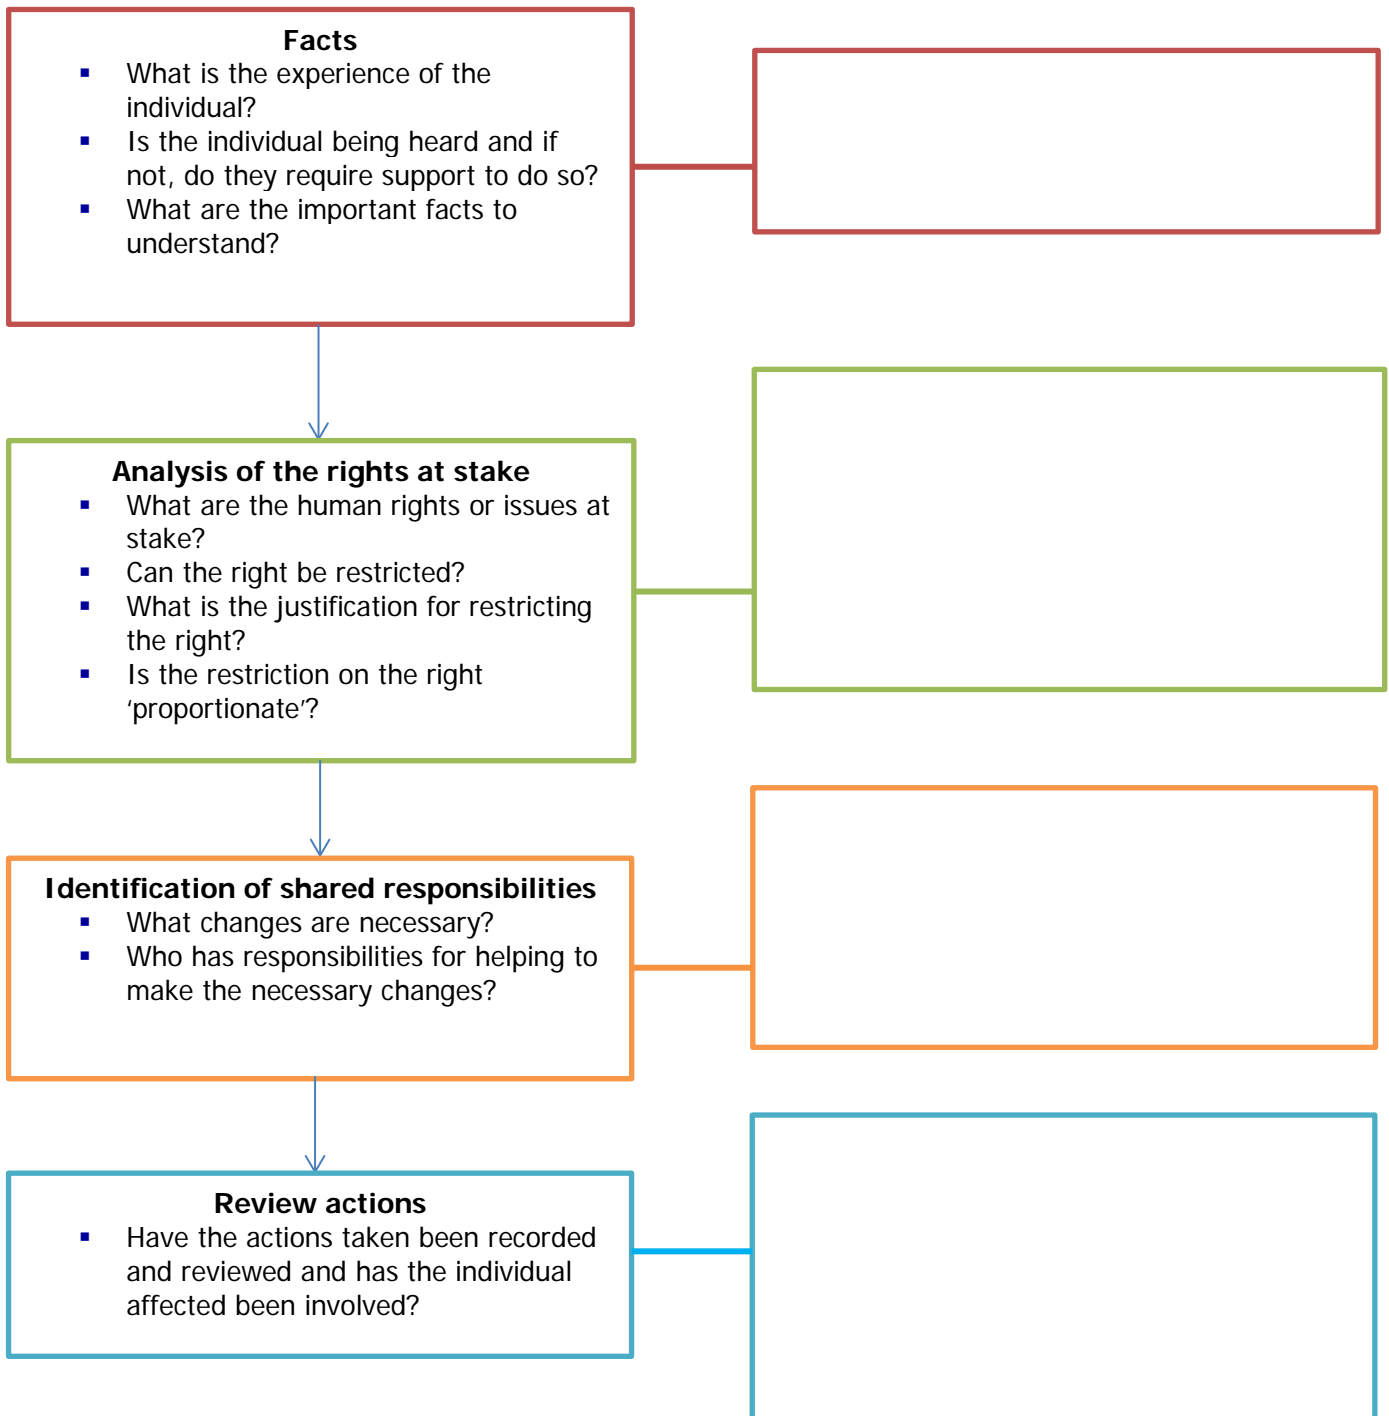 Facts
▪ What is the experience of the
individual?
▪ Is the individual being heard and if
not, do they require support to do so?
▪ What are the important facts to
understand?
Analysis of the rights at stake
▪ What are the human rights or issues at
stake?
▪ Can the right be restricted?
▪ What is the justification for restricting
the right?
▪ Is the restriction on the right
‘proportionate’?
Identification of shared responsibilities
▪ What changes are necessary?
▪ Who has responsibilities for helping to
make the necessary changes?
Review actions
▪ Have the actions taken been recorded
and reviewed and has the individual
affected been involved?